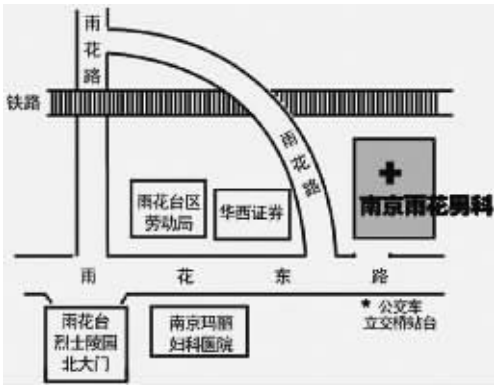 雨花路
铁路
雨花路
南京雨花男科
雨花台区
劳动局
华西证券
雨花东路
公交车
立交桥站台
雨花台
烈士陵园
北大门
南京玛丽
妇科医院